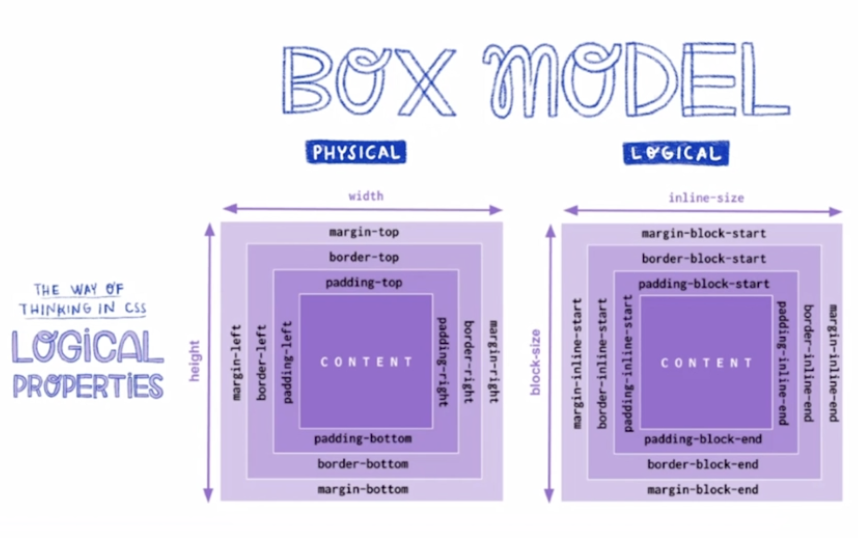 BOX MODEL
PHYSICAL
LOGICAL
THE WAY OF
THINKING IN CSS
LOGICAL
PROPERTIES
width
height
margin-top
border-top
padding-top
margin-left
border-left
padding-left
CONTENT
padding-right
border-right
margin-right
padding-bottom
border-bottom
margin-bottom
inline-size
block-size
margin-block-start
border-block-start
padding-block-start
margin-inline-start
border-inline-start
padding-inline-start
CONTENT
padding-inline-end
border-inline-end
margin-inline-end
padding-block-end
border-block-end
margin-block-end